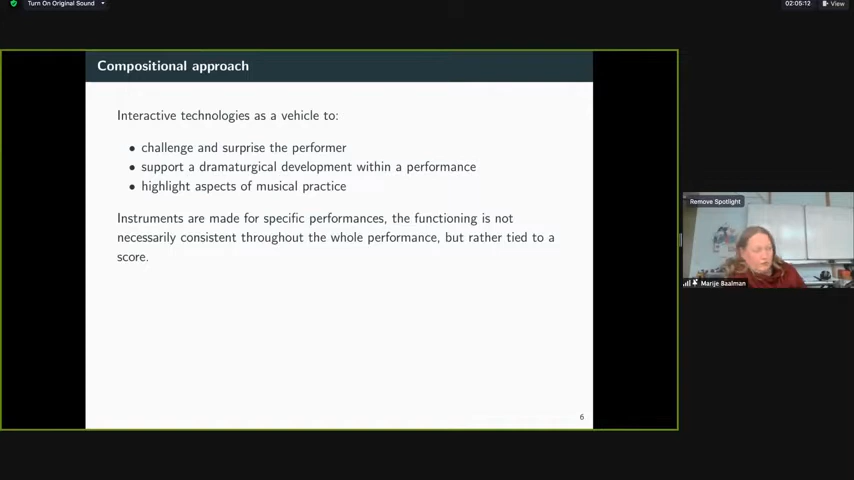 Turn On Original Sound
02:05:12
View
Compositional approach
Interactive technologies as a vehicle to:
• challenge and surprise the performer
• support a dramaturgical development within a performance
• highlight aspects of musical practice
Instruments are made for specific performances, the functioning is not
necessarily consistent throughout the whole performance, but rather tied to a
score.
6
Remove Spotlight
Marije Baalman